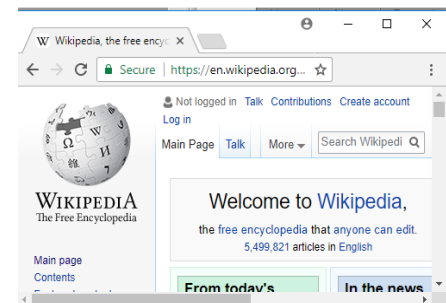 Wikipedia, the free ency
Secure | https://en.wikipedia.org...
Not logged in Talk Contributions Create account
Log in
Main Page Talk More Search Wikipedi
WIKIPEDIA
The Free Encyclopedia
Welcome to Wikipedia,
the free encyclopedia that anyone can edit.
5,499,821 articles in English
Main page
Contents
From today's
In the news